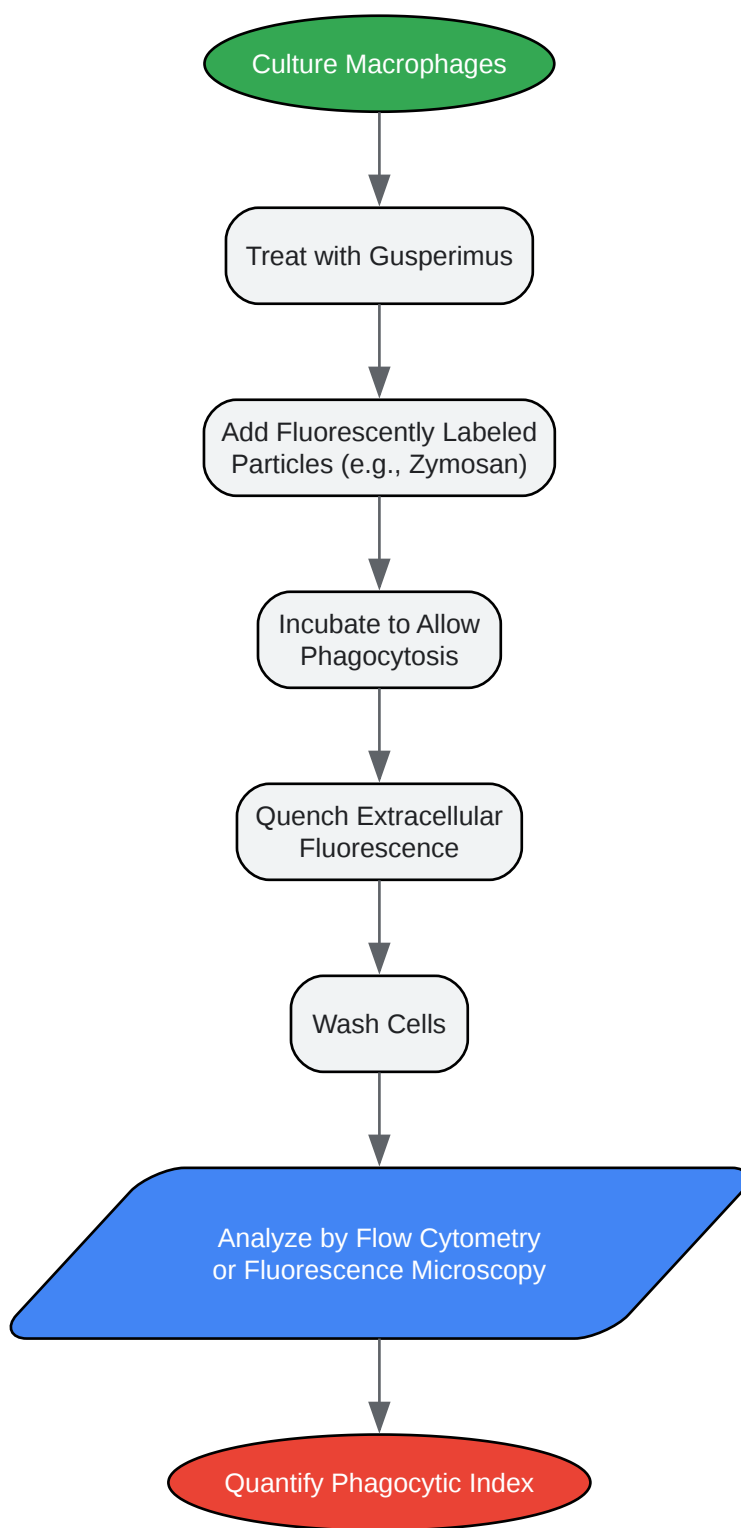 Culture Macrophages
Treat with Gusperimus
Add Fluorescently Labeled
Particles (e.g., Zymosan)
Incubate to Allow
Phagocytosis
Quench Extracellular
Fluorescence
Wash Cells
Analyze by Flow Cytometry
or Fluorescence Microscopy
Quantify Phagocytic Index